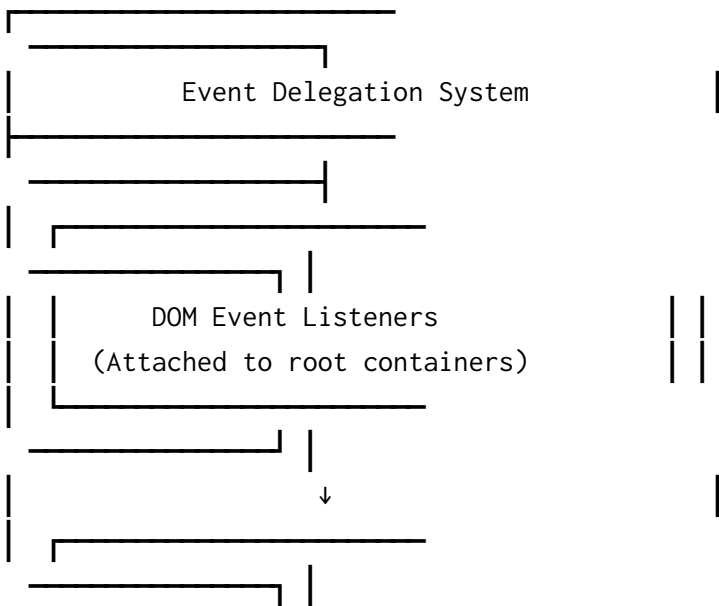 Event Delegation System
DOM Event Listeners
(Attached to root containers)
↓